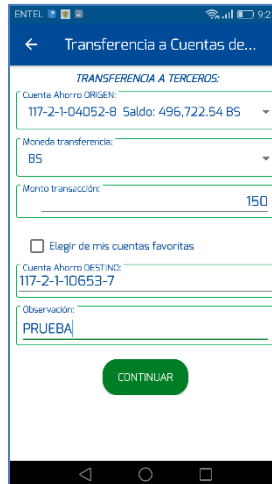 ENTEL 9:2
Transferencia a Cuentas de...
TRANSFERENCIA A TERCEROS:
Cuenta Ahorro ORIGEN:
117-2-1-04052-8 Saldo: 496,722.54 BS
Moneda transferencia:
BS
Monto transacción:
150
Elegir de mis cuentas favoritas
Cuenta Ahorro DESTINO:
117-2-1-10653-7
Observación:
PRUEBA
CONTINUAR